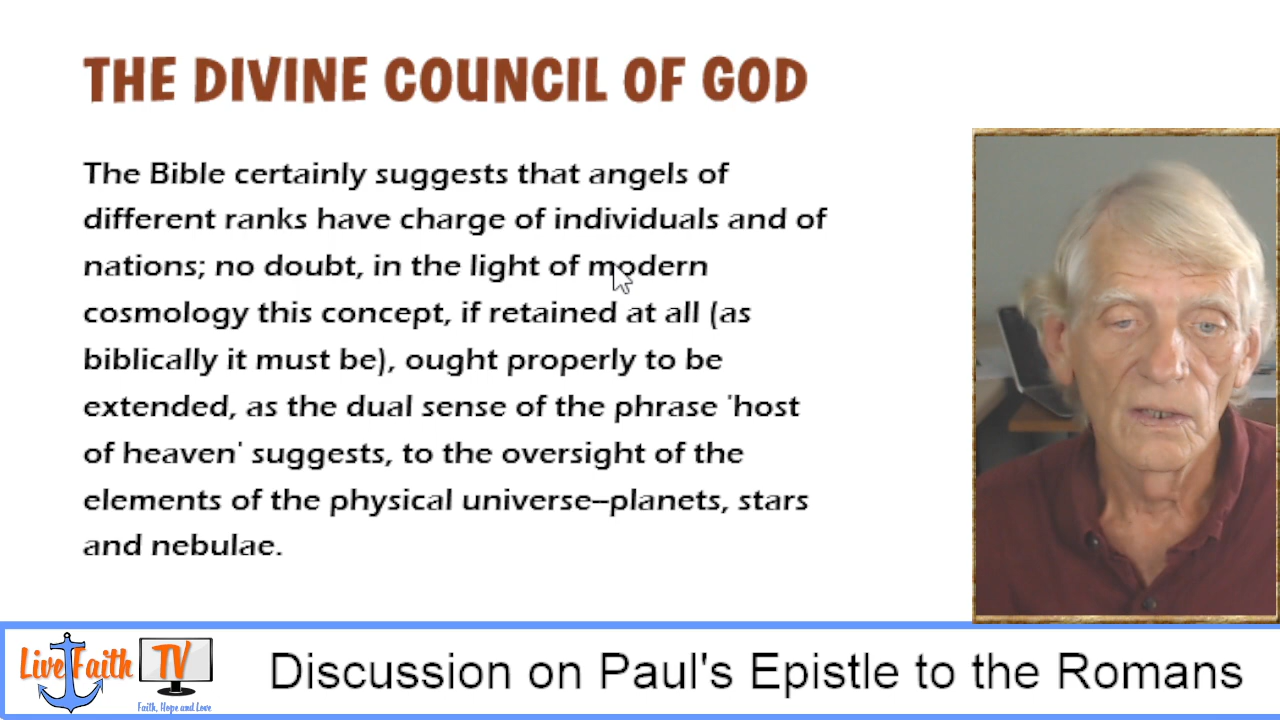 THE DIVINE COUNCIL OF GOD
The Bible certainly suggests that angels of
different ranks have charge of individuals and of
nations; no doubt, in the light of modern
cosmology this concept, if retained at all (as
biblically it must be), ought properly to be
extended, as the dual sense of the phrase 'host
of heaven' suggests, to the oversight of the
elements of the physical universe–planets, stars
and nebulae.
Live Faith TV
Faith, Hope and Love
Discussion on Paul's Epistle to the Romans